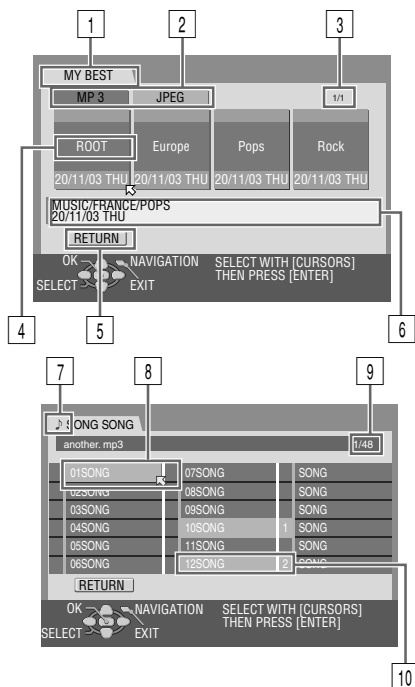 1 2 3
MY BEST
MP 3 JPEG 1/1
ROOT Europe Pops Rock
20/11/03 THU 20/11/03 THU 20/11/03 THU 20/11/03 THU
MUSIC/FRANCE/POPS
20/11/03 THU
RETURN
OK NAVIGATION SELECT WITH [CURSORS]
SELECT EXIT THEN PRESS [ENTER]
4 5 6
7 8 9
♪ SONG SONG
another. mp3 1/48
01SONG 07SONG SONG
02SONG 08SONG SONG
03SONG 09SONG SONG
04SONG 10SONG 1 SONG
05SONG 11SONG SONG
06SONG 12SONG 2 SONG
RETURN
OK NAVIGATION SELECT WITH [CURSORS]
SELECT EXIT THEN PRESS [ENTER]
10